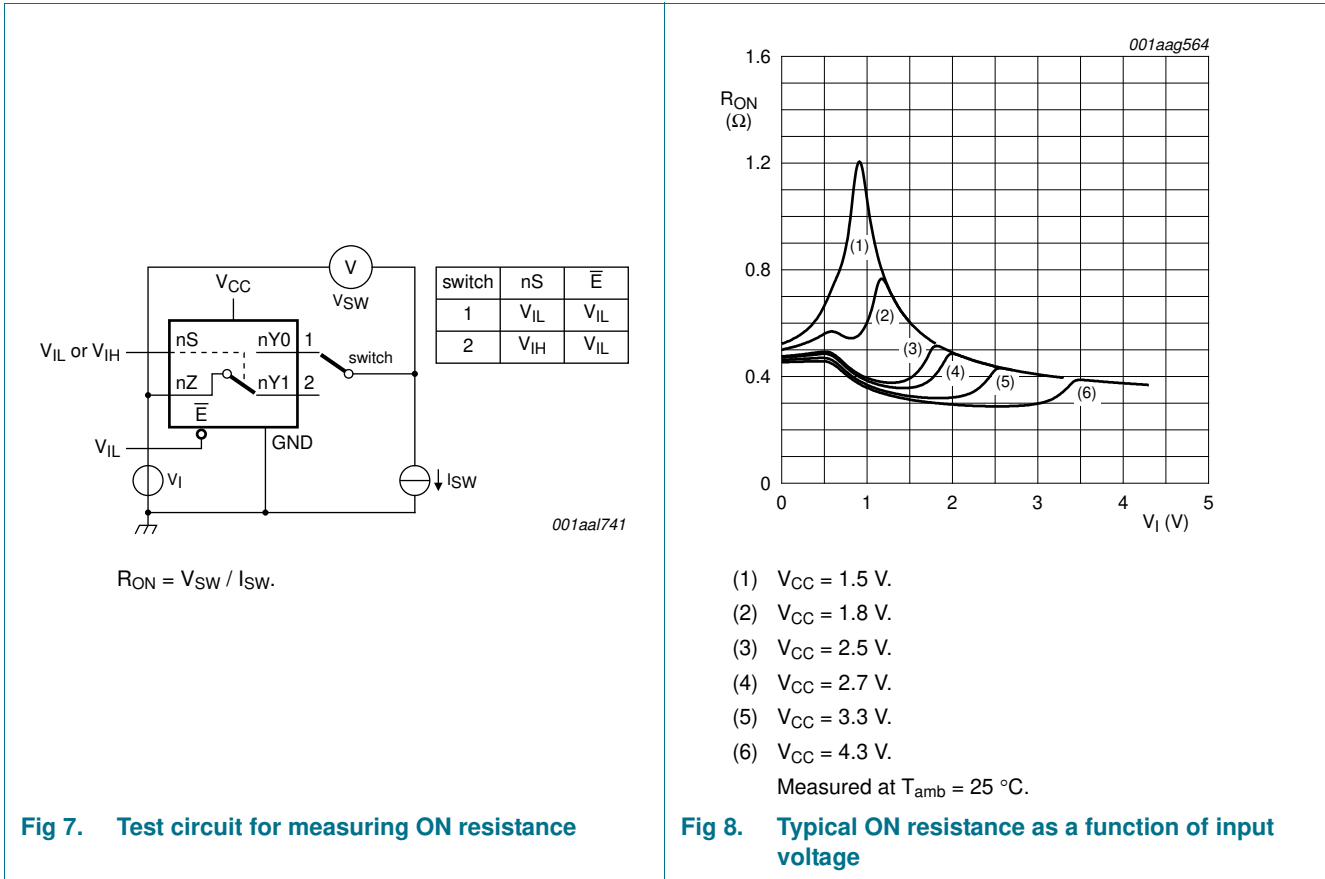 V
V_SW
V_CC
switch nS E̅
1 V_IL V_IL
2 V_IH V_IL
V_IL or V_IH
nS nY0 1
switch
nZ nY1 2
E̅
V_IL
GND
V_I
I_SW
001aal741
R_ON = V_SW / I_SW.
Fig 7. Test circuit for measuring ON resistance
001aag564
R_ON
(Ω)
1.6
1.2
0.8
0.4
0
(1)
(2)
(3)
(4)
(5)
(6)
0 1 2 3 4 5
V_I (V)
(1) V_CC = 1.5 V.
(2) V_CC = 1.8 V.
(3) V_CC = 2.5 V.
(4) V_CC = 2.7 V.
(5) V_CC = 3.3 V.
(6) V_CC = 4.3 V.
Measured at T_amb = 25 °C.
Fig 8. Typical ON resistance as a function of input
voltage